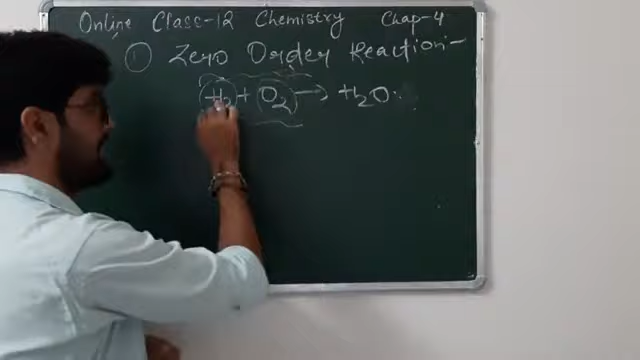 Online Class-12 Chemistry Chap-4
① Zero Order Reaction-
H2 + O2 → H2O